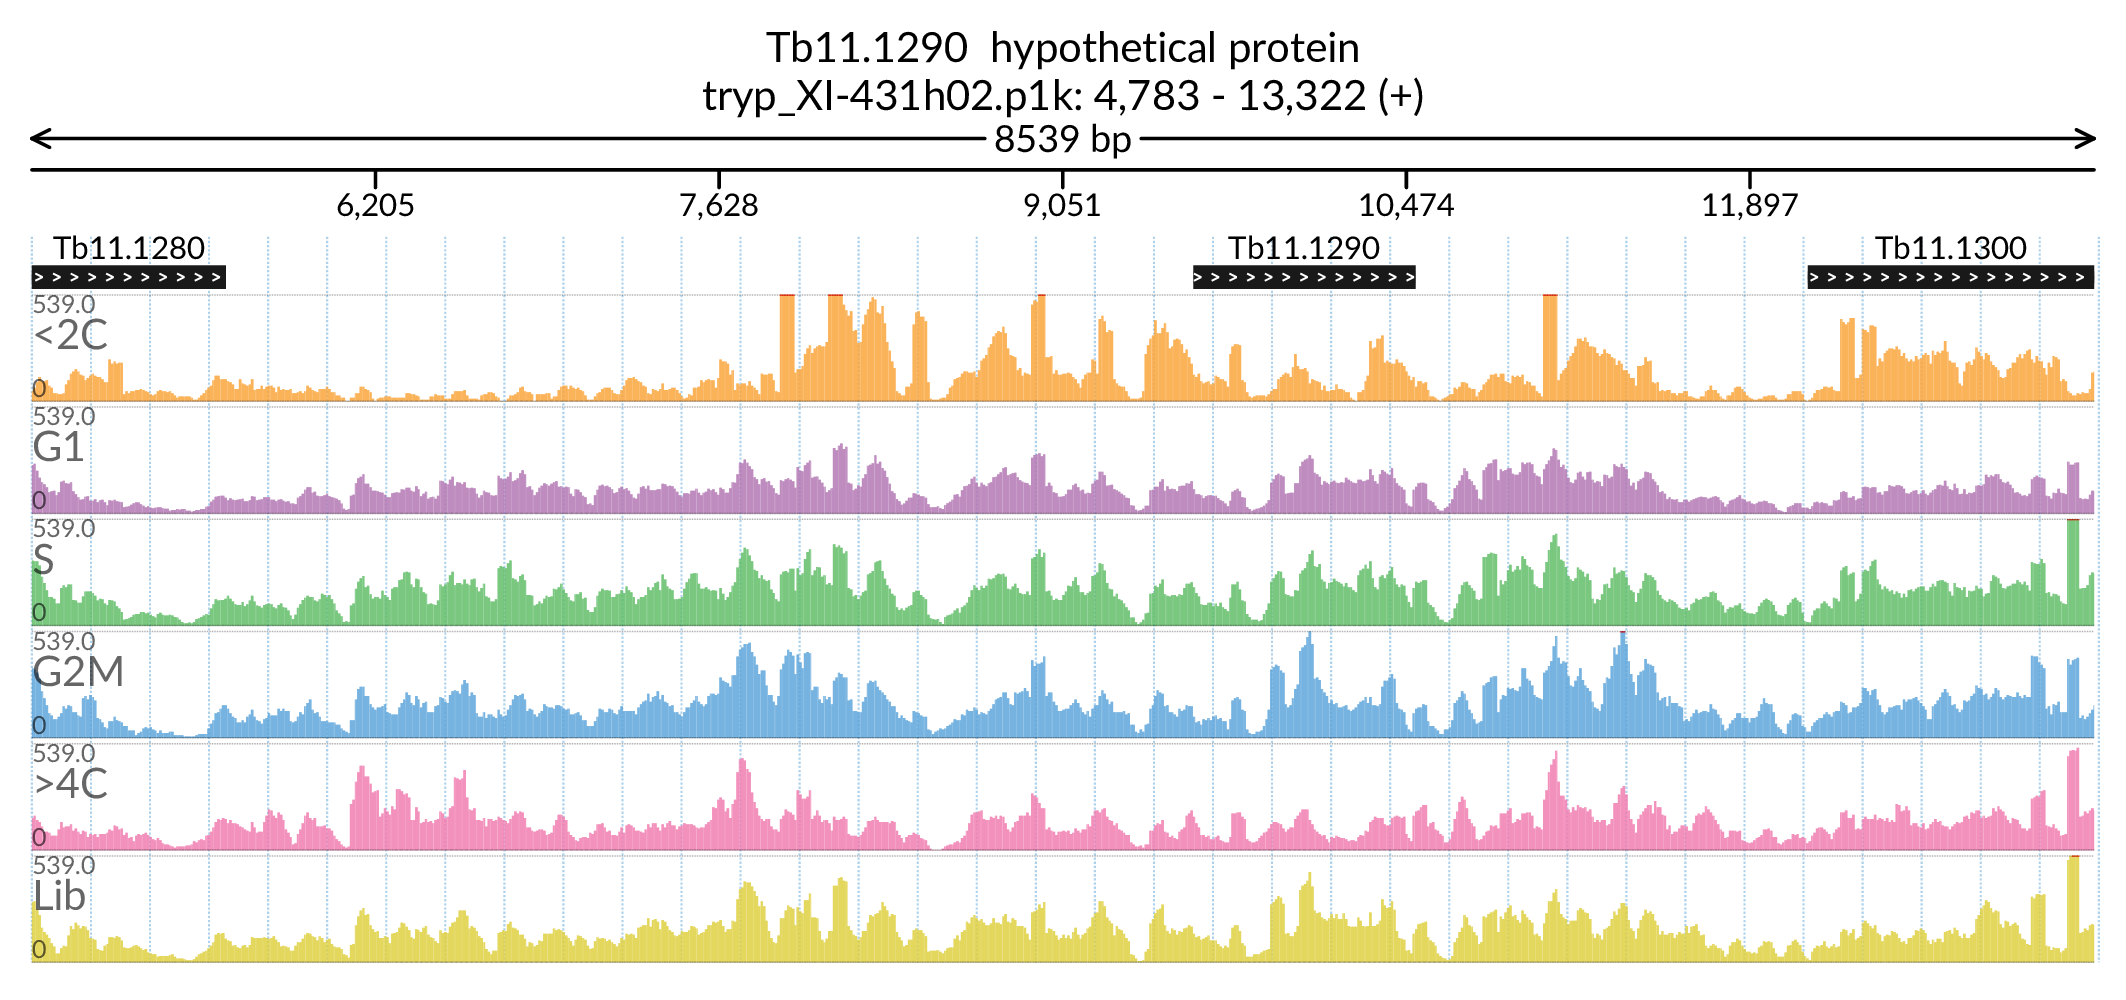 Tb11.1290 hypothetical protein
tryp_XI-431h02.p1k: 4,783 - 13,322 (+)
8539 bp
6,205 7,628 9,051 10,474 11,897
Tb11.1280 Tb11.1290 Tb11.1300
539.0
<2C
0
539.0
G1
0
539.0
S
0
539.0
G2M
0
539.0
>4C
0
539.0
Lib
0